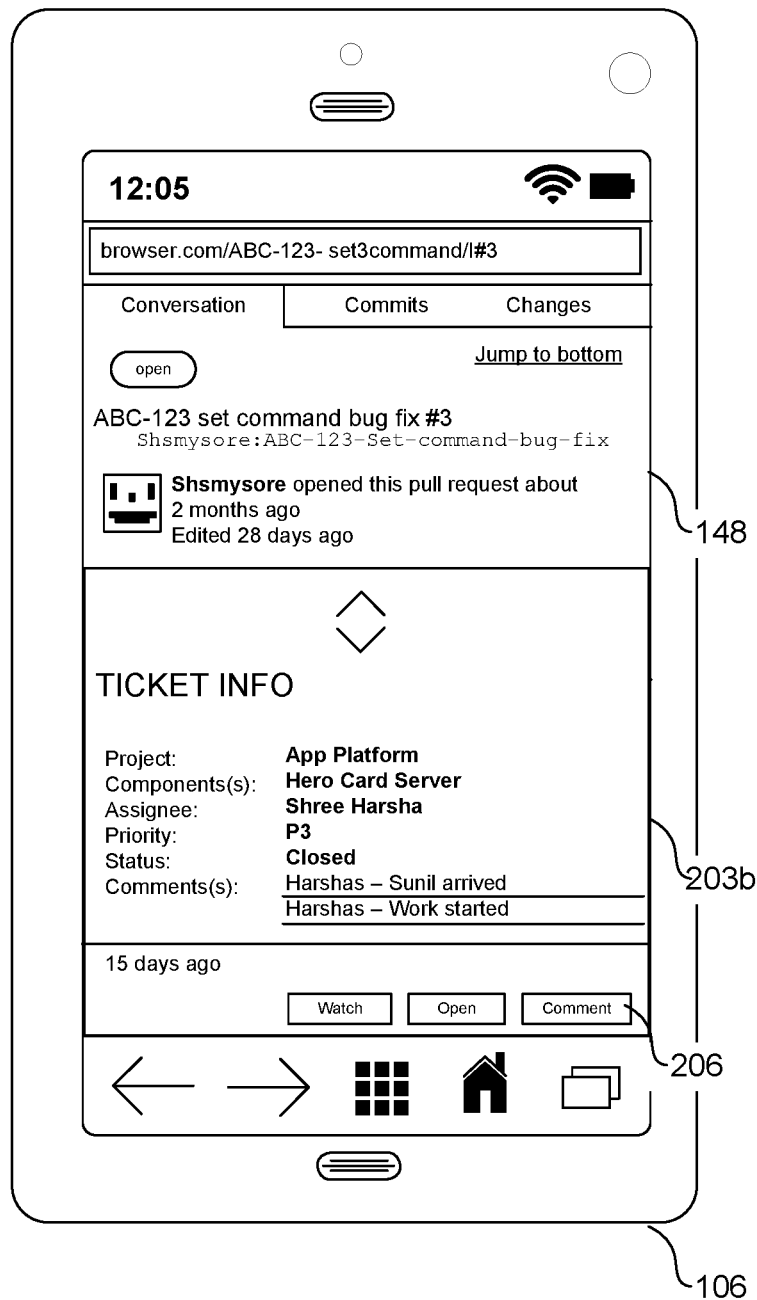 12:05
browser.com/ABC-123- set3command/l#3
Conversation Commits Changes
open
Jump to bottom
ABC-123 set command bug fix #3
Shsmysore:ABC-123-Set-command-bug-fix
Shsmysore opened this pull request about
2 months ago
Edited 28 days ago
148
TICKET INFO
Project: App Platform
Components(s): Hero Card Server
Assignee: Shree Harsha
Priority: P3
Status: Closed
Comments(s): Harshas – Sunil arrived
Harshas – Work started
203b
15 days ago
Watch Open Comment
206
106